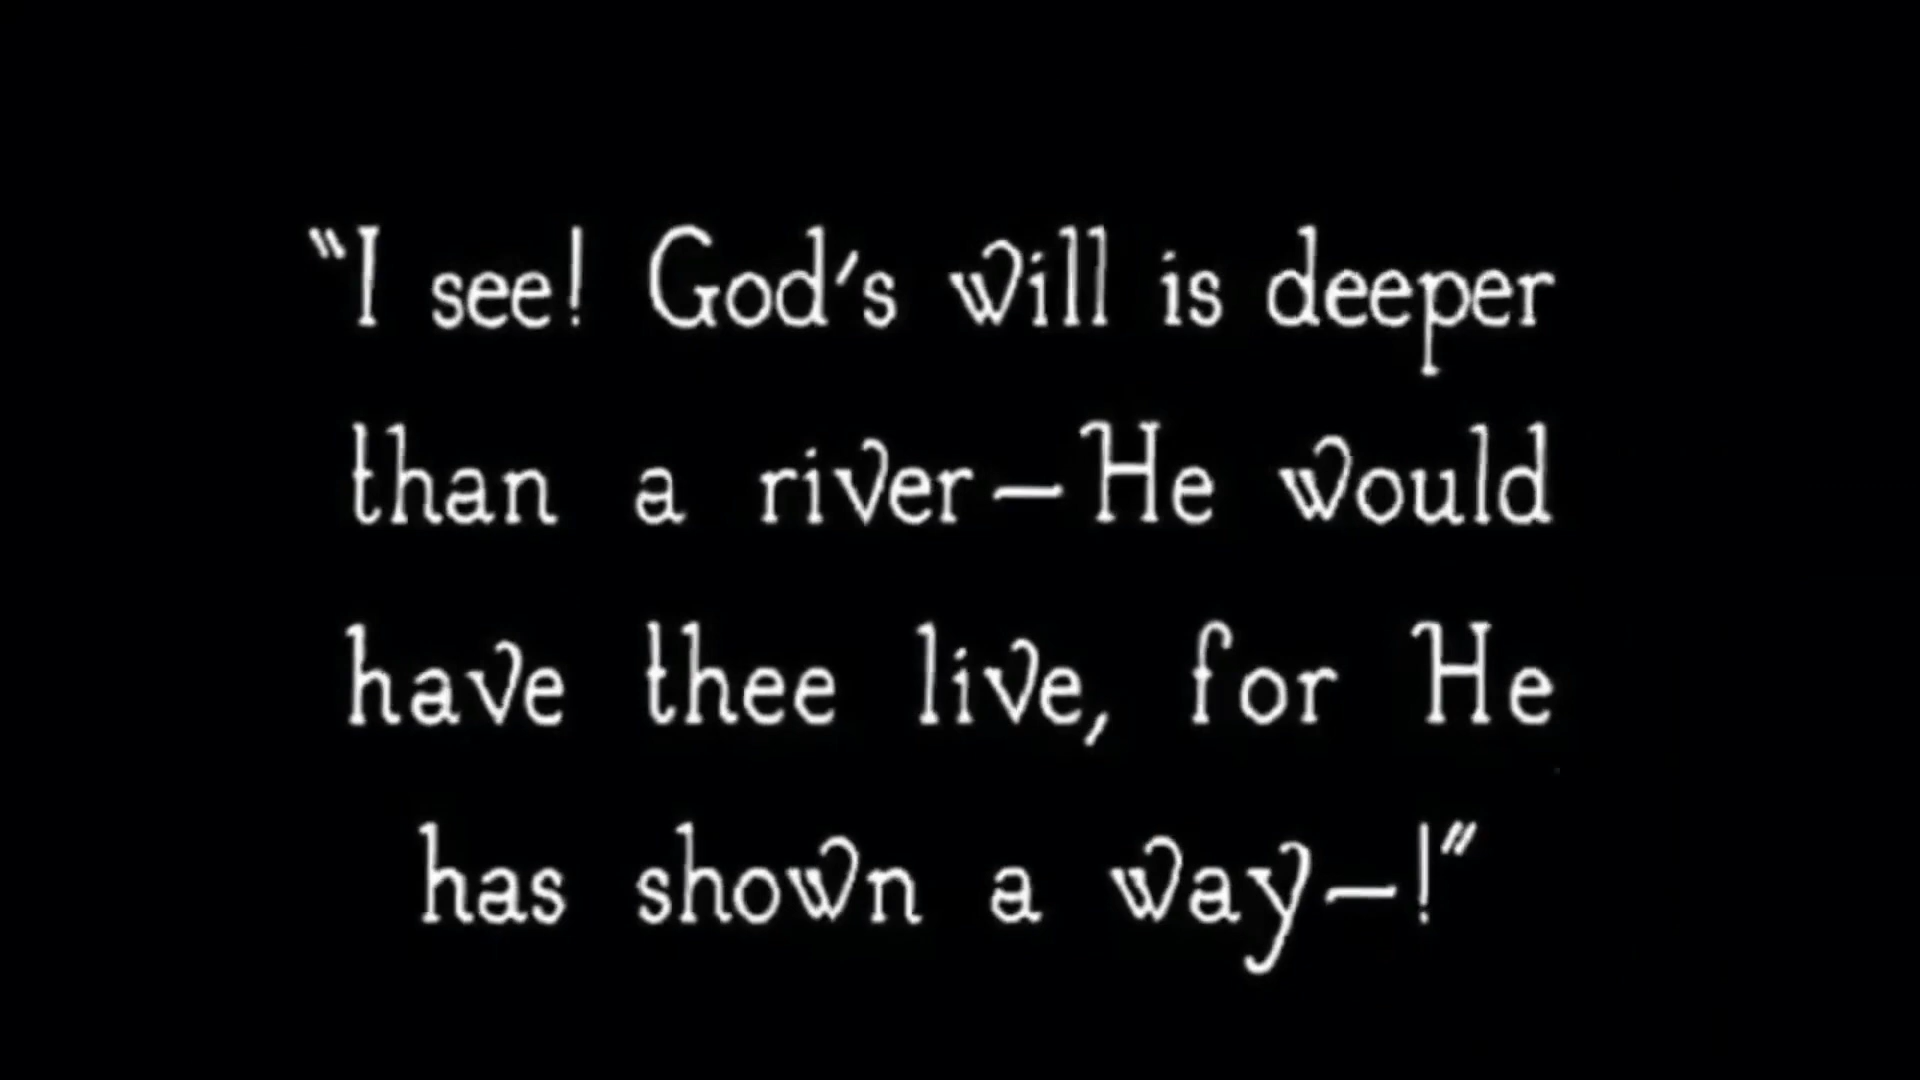 “I see! God's will is deeper
than a river—He would
have thee live, for He
has shown a way—!”